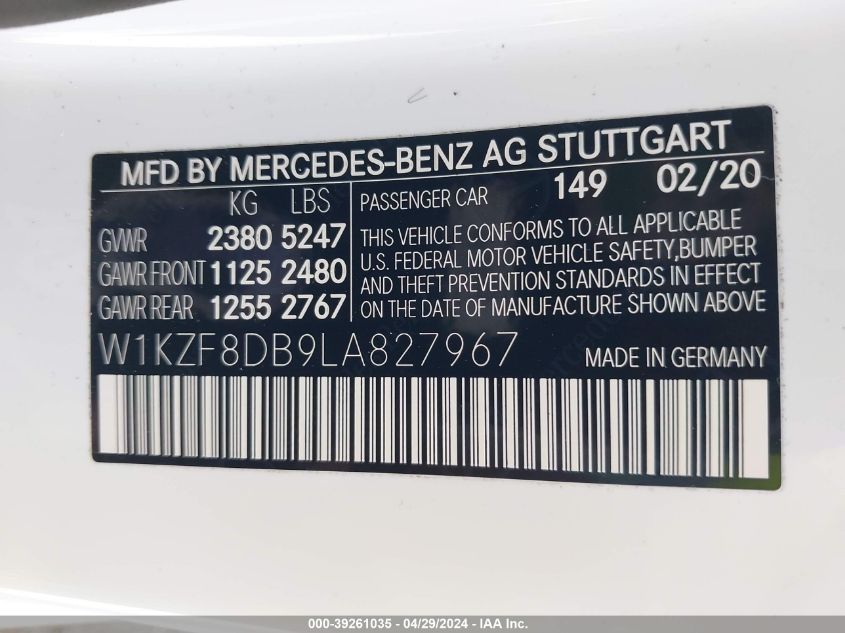 MFD BY MERCEDES-BENZ AG STUTTGART
KG LBS
GVWR 2380 5247
GAWR FRONT 1125 2480
GAWR REAR 1255 2767
PASSENGER CAR 149 02/20
THIS VEHICLE CONFORMS TO ALL APPLICABLE
U.S. FEDERAL MOTOR VEHICLE SAFETY,BUMPER
AND THEFT PREVENTION STANDARDS IN EFFECT
ON THE DATE OF MANUFACTURE SHOWN ABOVE
W1KZF8DB9LA827967 MADE IN GERMANY
000-39261035 - 04/29/2024 - IAA Inc.